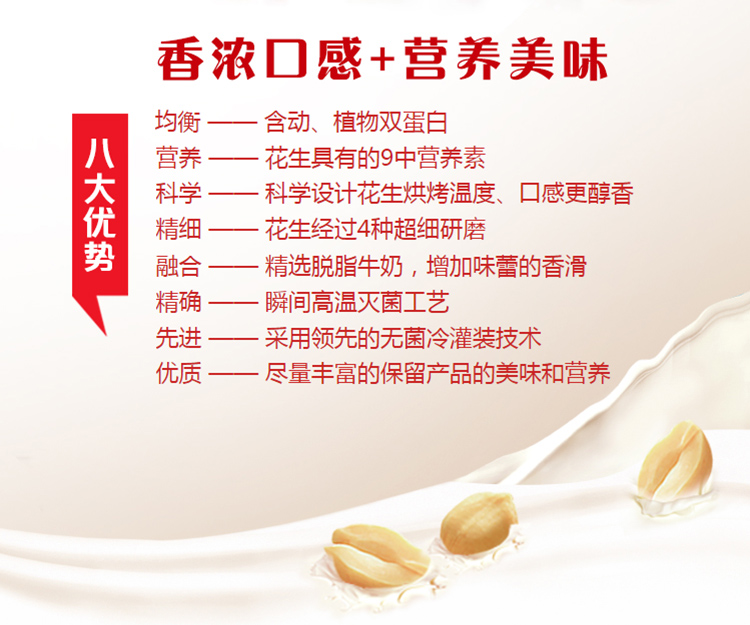 香浓口感+营养美味
八大优势
均衡 —— 含动、植物双蛋白
营养 —— 花生具有的9中营养素
科学 —— 科学设计花生烘烤温度、口感更醇香
精细 —— 花生经过4种超细研磨
融合 —— 精选脱脂牛奶，增加味蕾的香滑
精确 —— 瞬间高温灭菌工艺
先进 —— 采用领先的无菌冷灌装技术
优质 —— 尽量丰富的保留产品的美味和营养